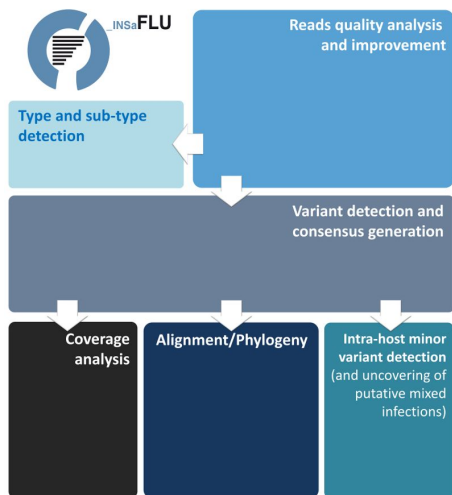 _INSaFLU
Reads quality analysis
and improvement
Type and sub-type
detection
Variant detection and
consensus generation
Coverage
analysis
Alignment/Phylogeny
Intra-host minor
variant detection
(and uncovering of
putative mixed
infections)